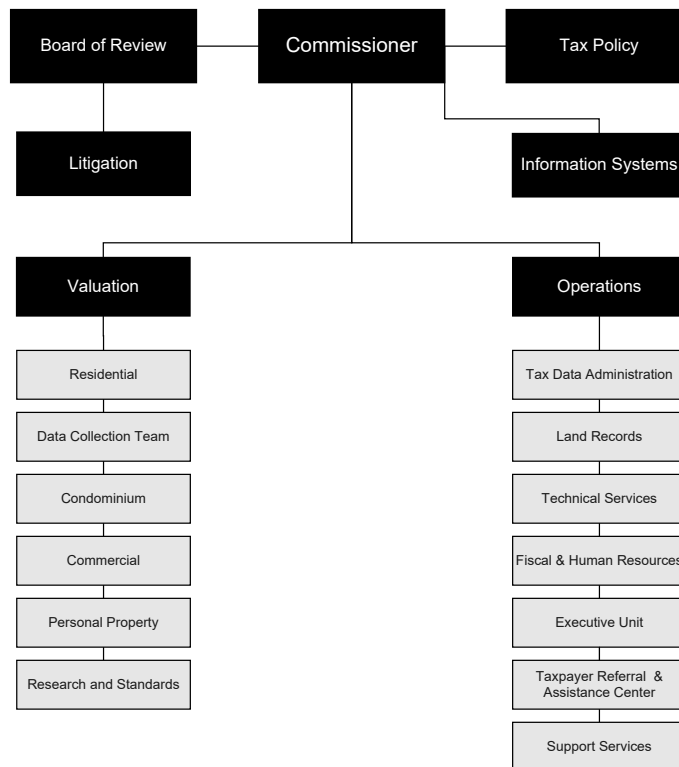 Board of Review
Commissioner
Tax Policy
Litigation
Information Systems
Valuation
Operations
Residential
Data Collection Team
Condominium
Commercial
Personal Property
Research and Standards
Tax Data Administration
Land Records
Technical Services
Fiscal & Human Resources
Executive Unit
Taxpayer Referral &
Assistance Center
Support Services